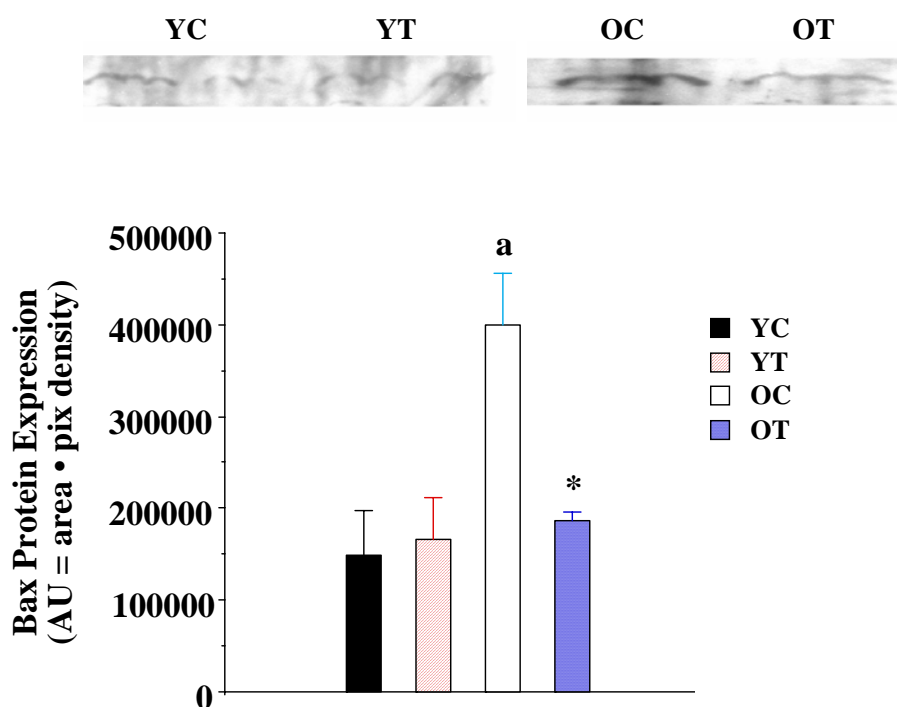 YC YT OC OT
500000
a
400000
300000
200000
*
100000
0
Bax Protein Expression
(AU = area • pix density)
YC
YT
OC
OT